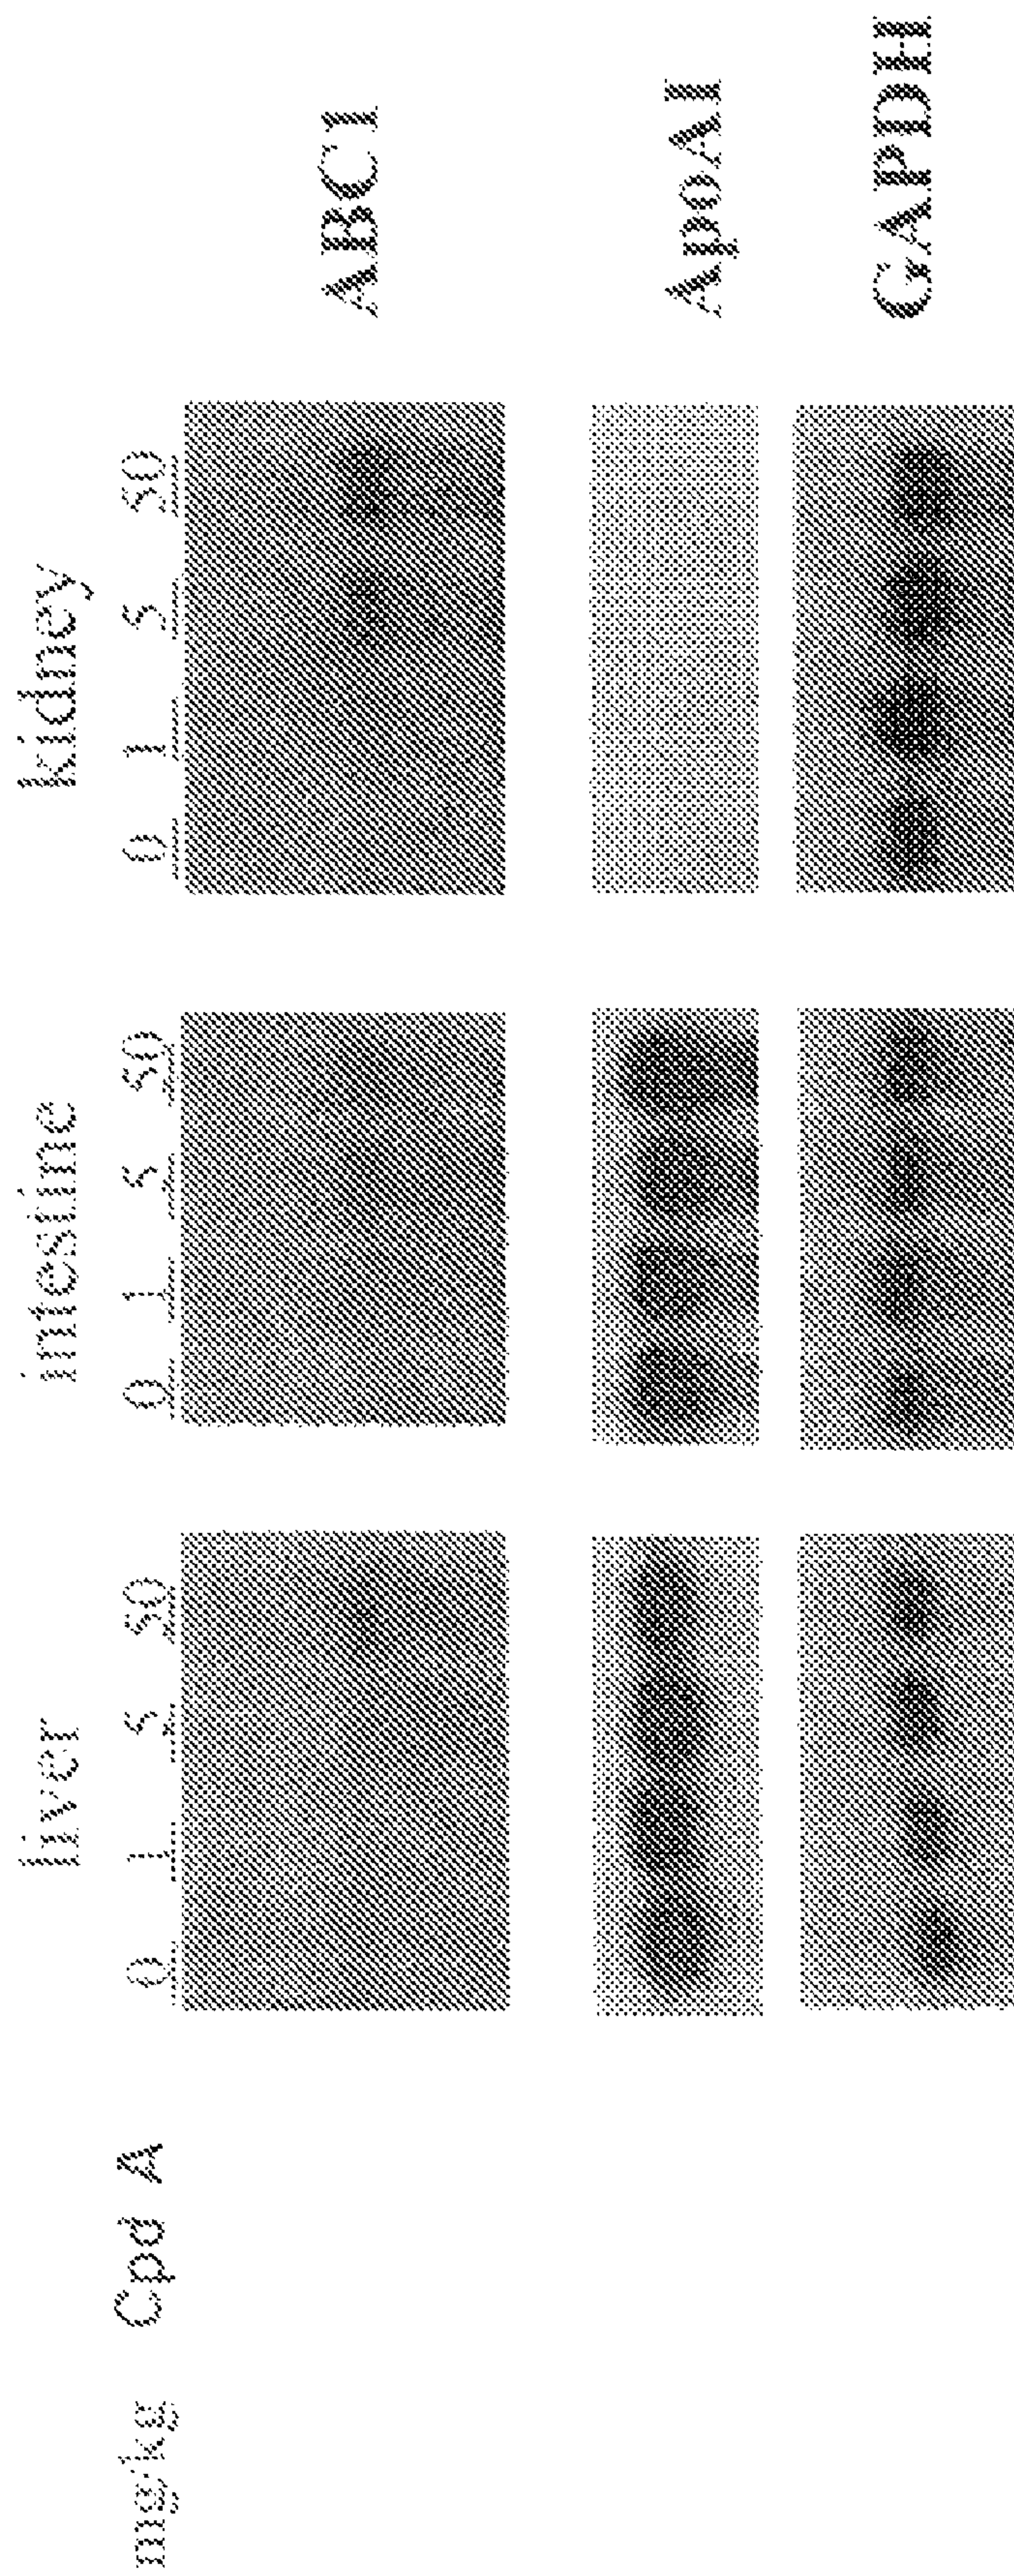 liver intestine kidney
mg/kg Cpd A 0 1 5 50 0 1 5 50 0 1 5 50
ABC1
ApoAI
GAPDH